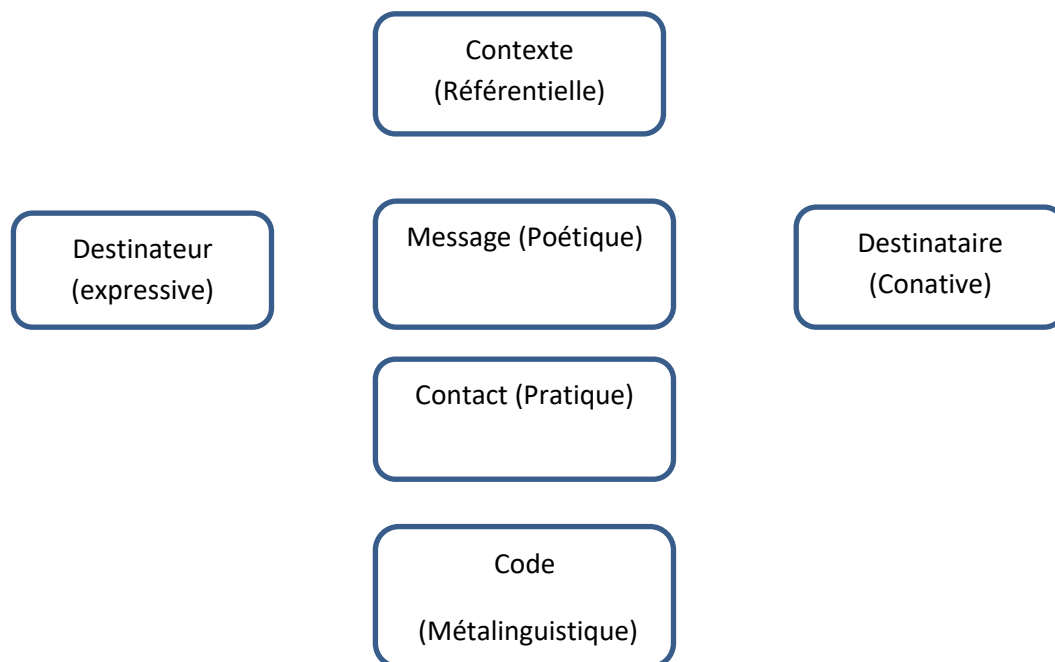 Contexte
(Référentielle)
Destinateur
(expressive)
Message (Poétique)
Destinataire
(Conative)
Contact (Pratique)
Code
(Métalinguistique)